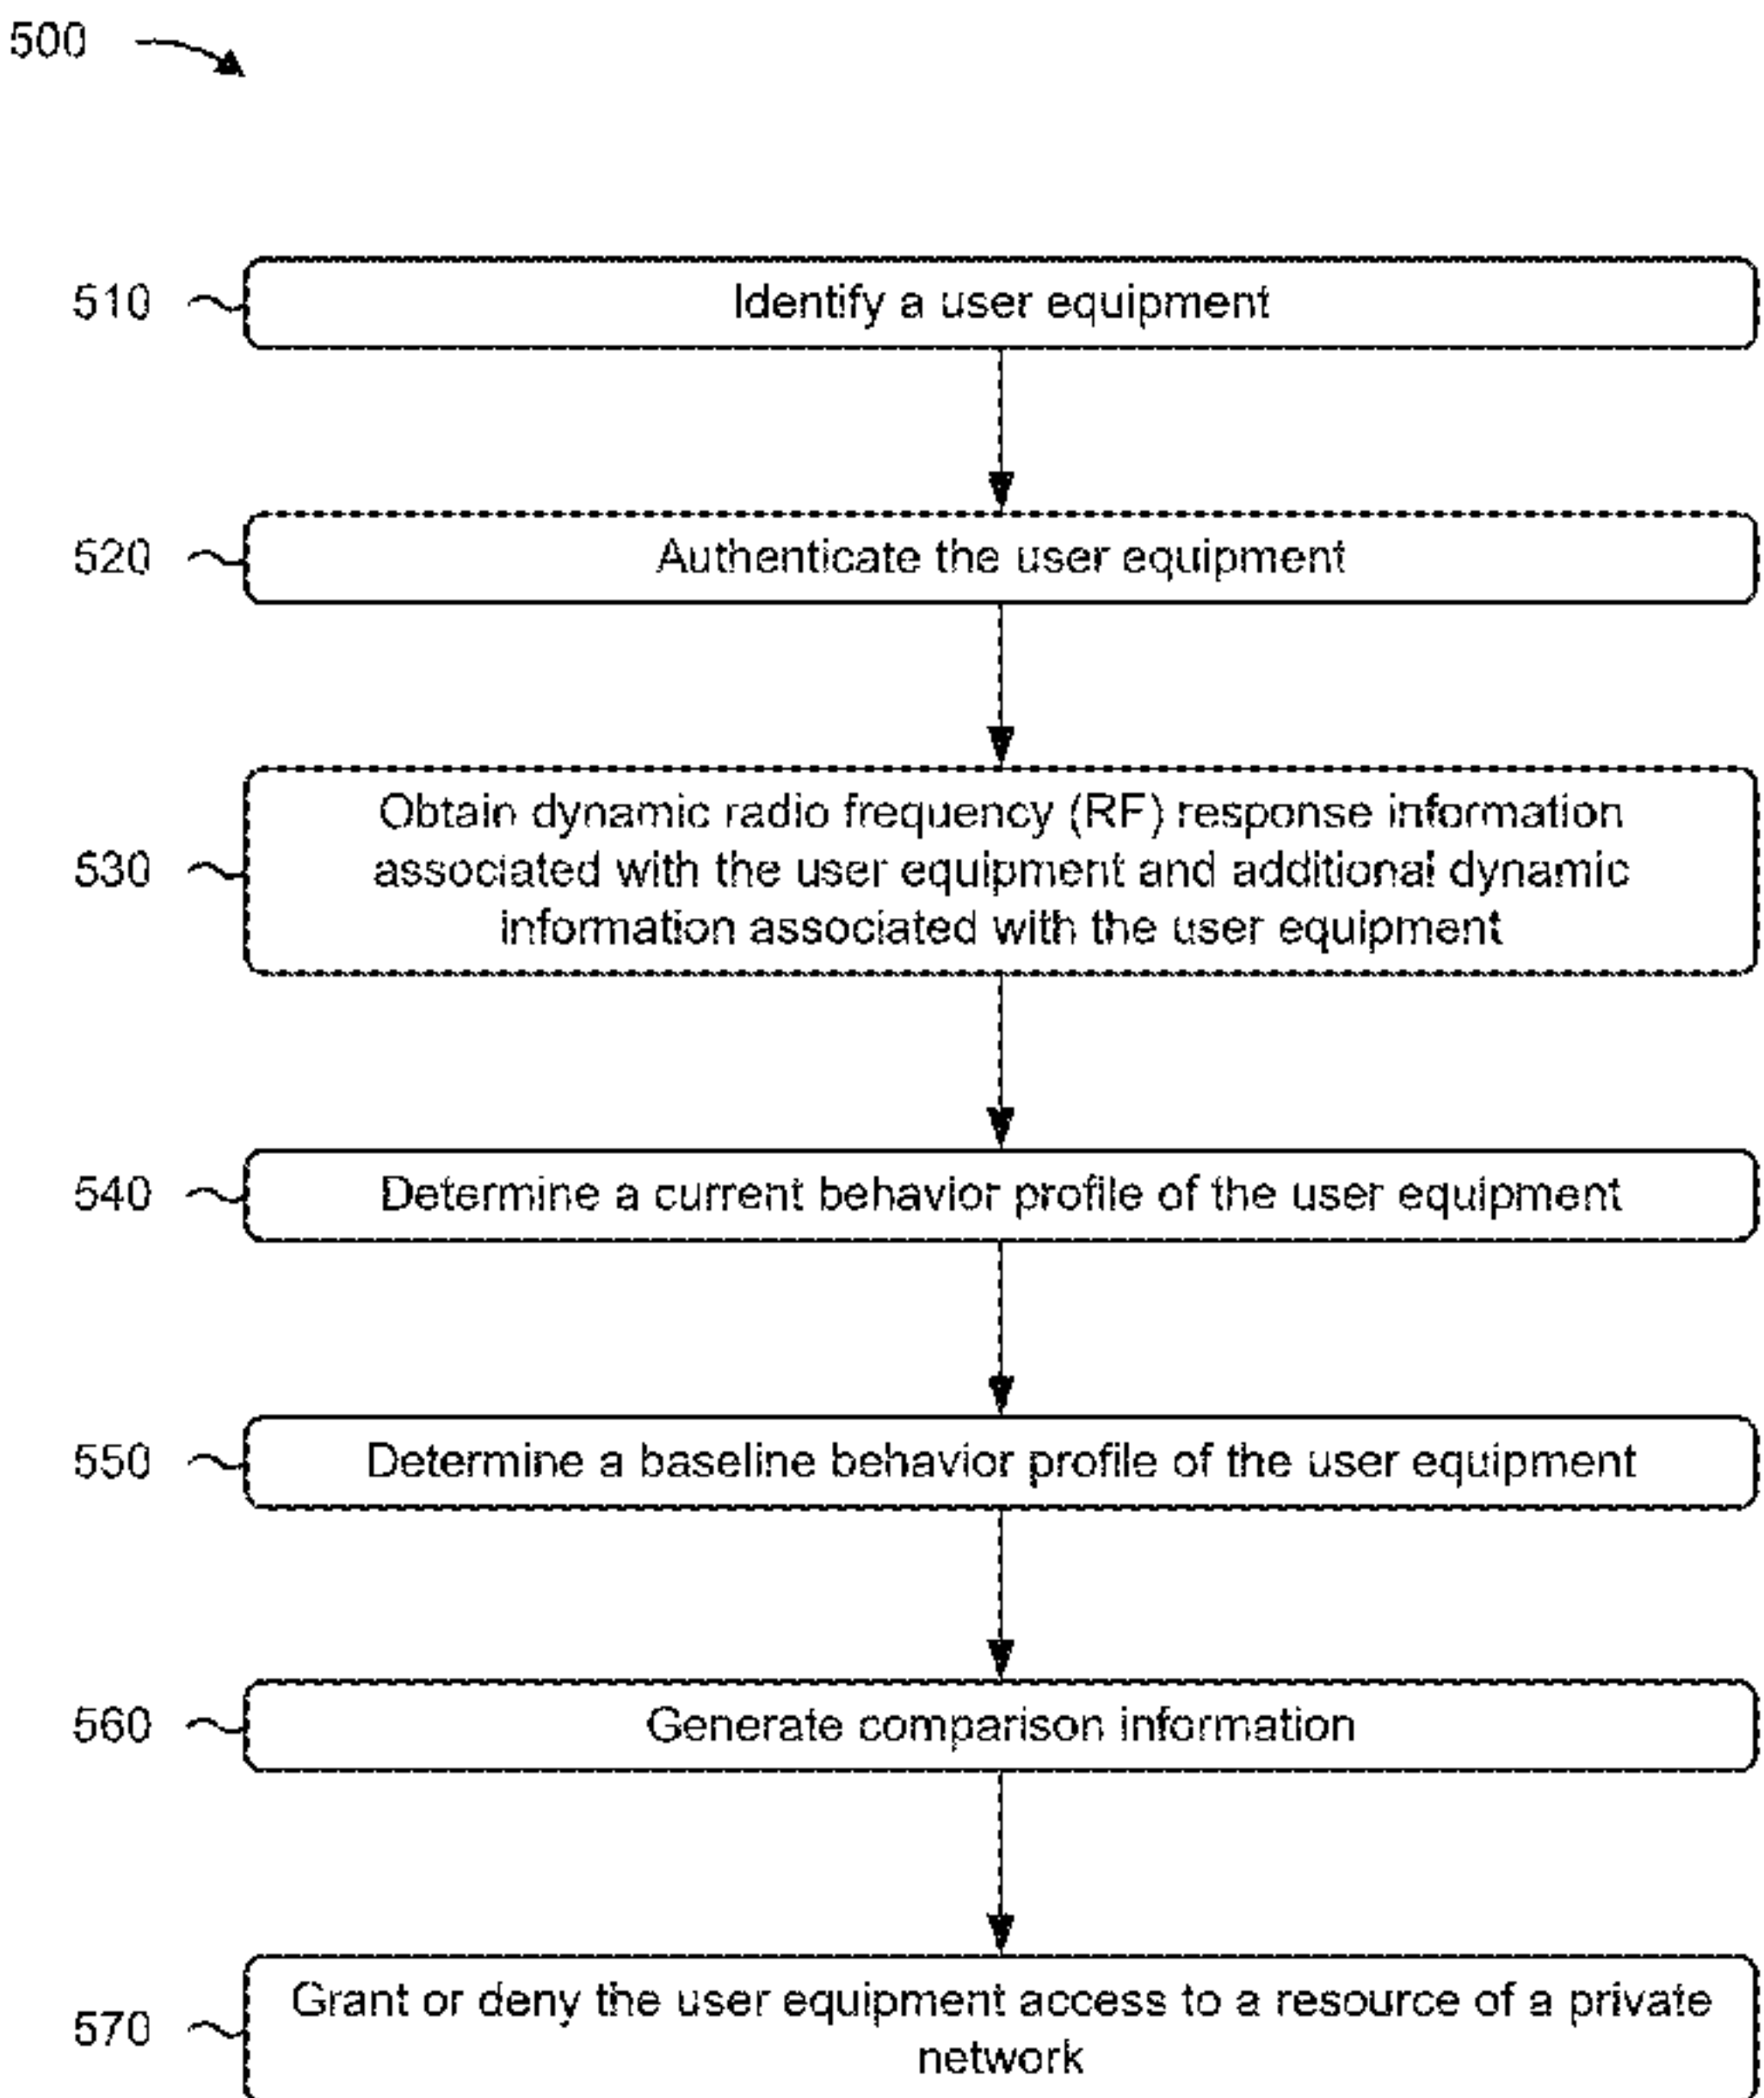 500
510
Identify a user equipment
520
Authenticate the user equipment
530
Obtain dynamic radio frequency (RF) response information
associated with the user equipment and additional dynamic
information associated with the user equipment
540
Determine a current behavior profile of the user equipment
550
Determine a baseline behavior profile of the user equipment
560
Generate comparison information
570
Grant or deny the user equipment access to a resource of a private
network